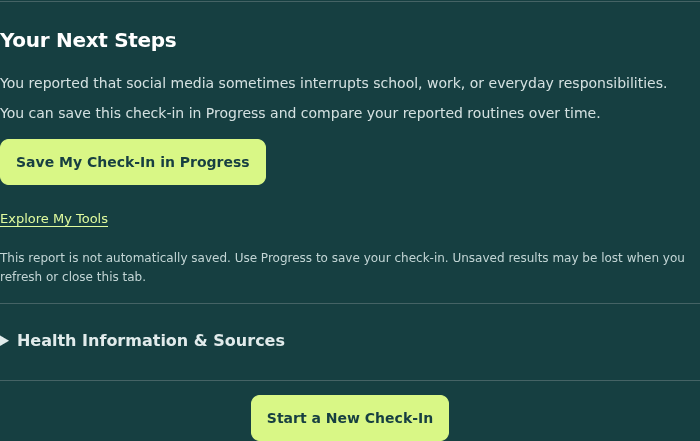 Your Next Steps
You reported that social media sometimes interrupts school, work, or everyday responsibilities.
You can save this check-in in Progress and compare your reported routines over time.
Save My Check-In in Progress
Explore My Tools
This report is not automatically saved. Use Progress to save your check-in. Unsaved results may be lost when you
refresh or close this tab.
Health Information & Sources
Start a New Check-In